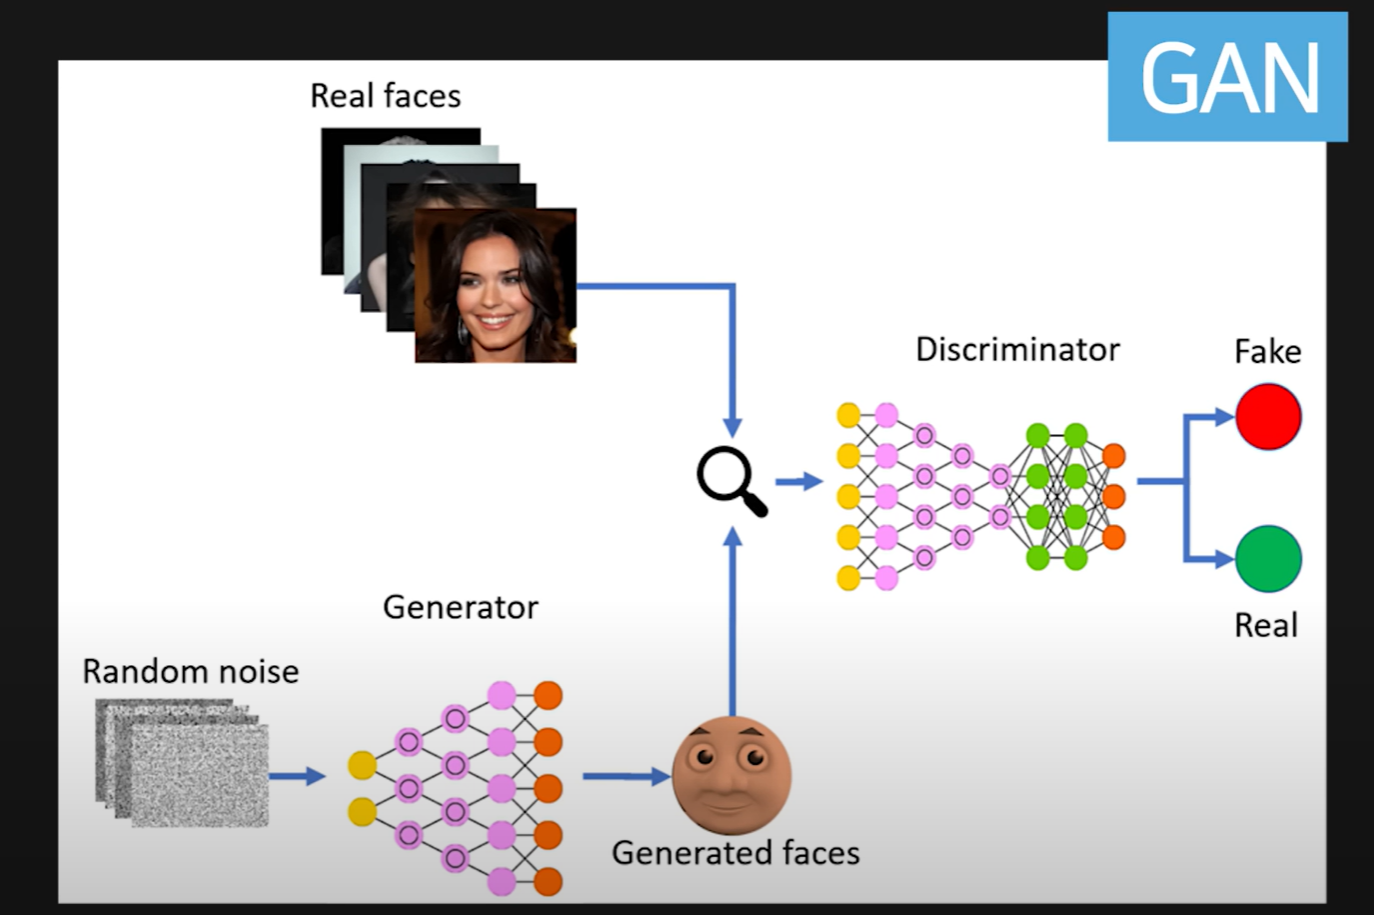 GAN
Real faces
Discriminator
Fake
Real
Generator
Random noise
Generated faces